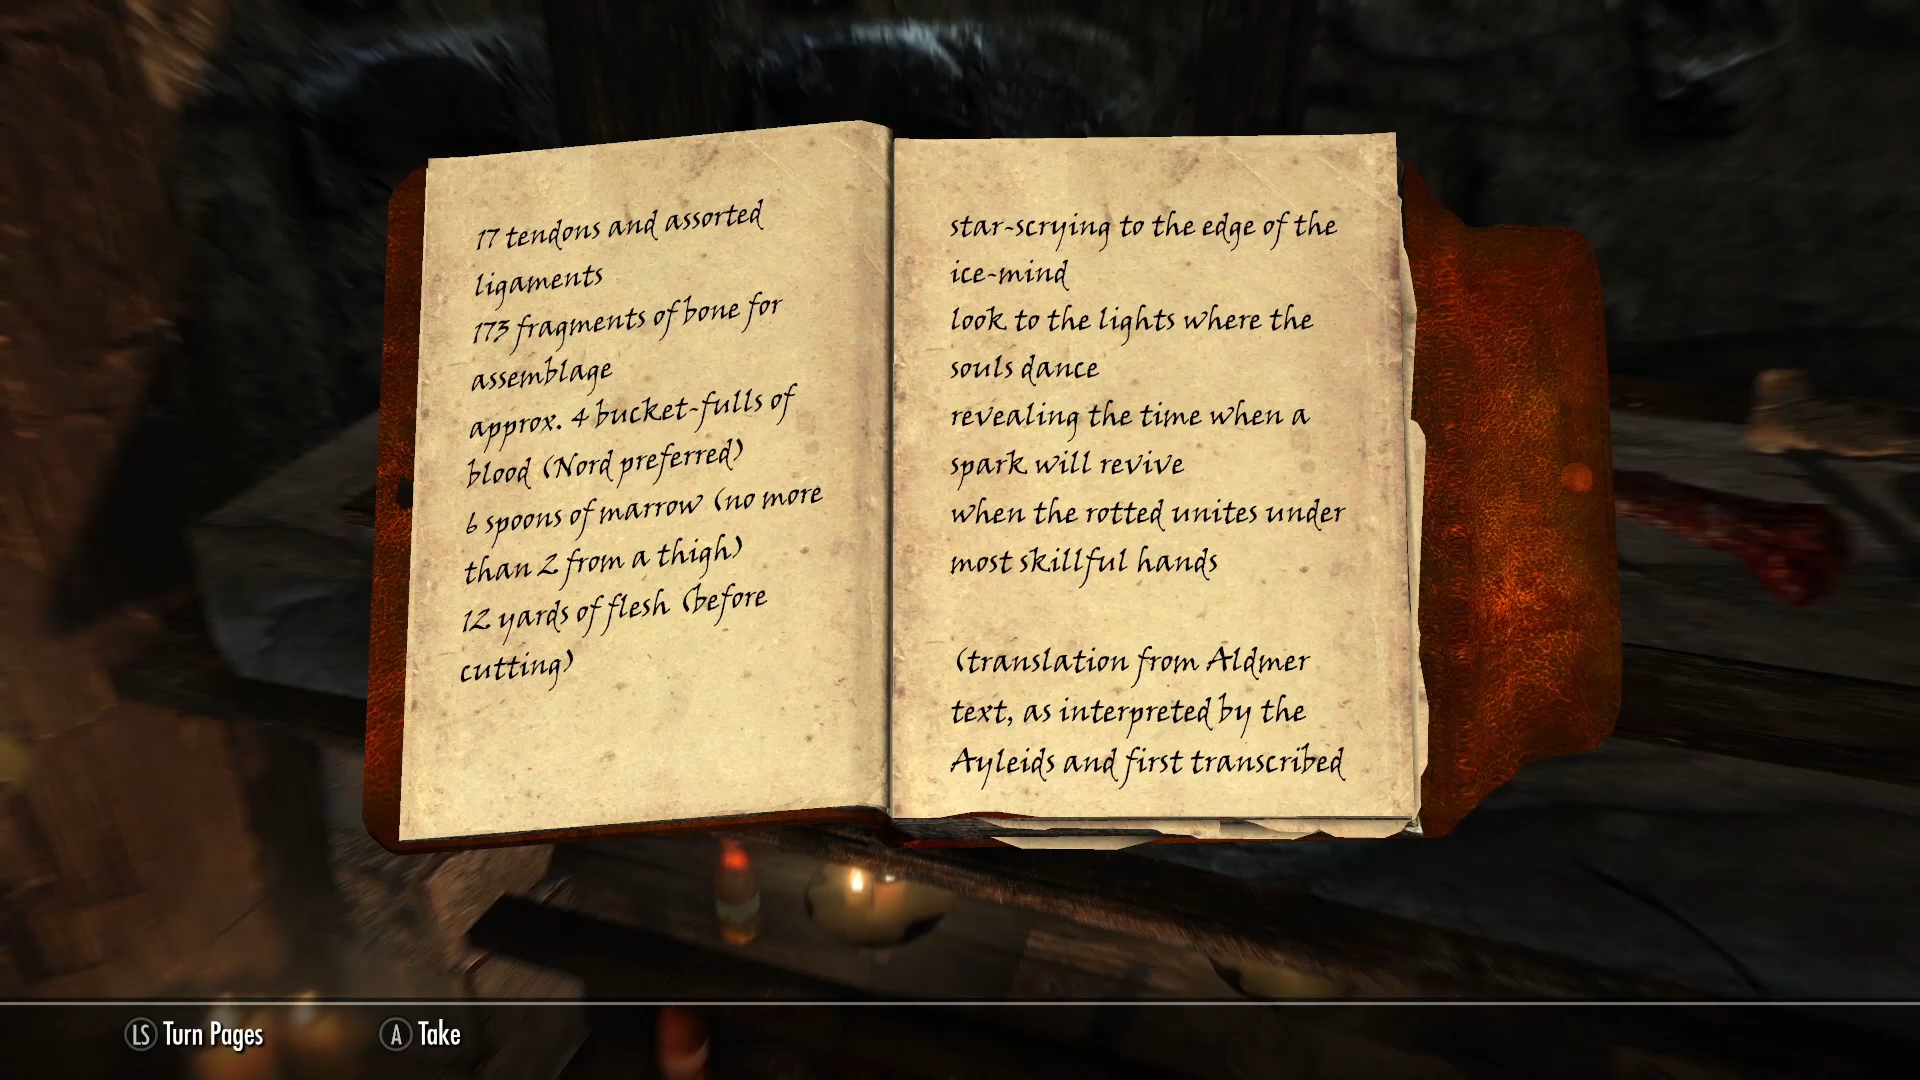 17 tendons and assorted
ligaments
173 fragments of bone for
assemblage
approx. 4 bucket-fulls of
blood (Nord preferred)
6 spoons of marrow (no more
than 2 from a thigh)
12 yards of flesh (before
cutting)
star-scrying to the edge of the
ice-mind
look to the lights where the
souls dance
revealing the time when a
spark will revive
when the rotted unites under
most skillful hands
(translation from Aldmer
text, as interpreted by the
Ayleids and first transcribed
LS Turn Pages
A Take